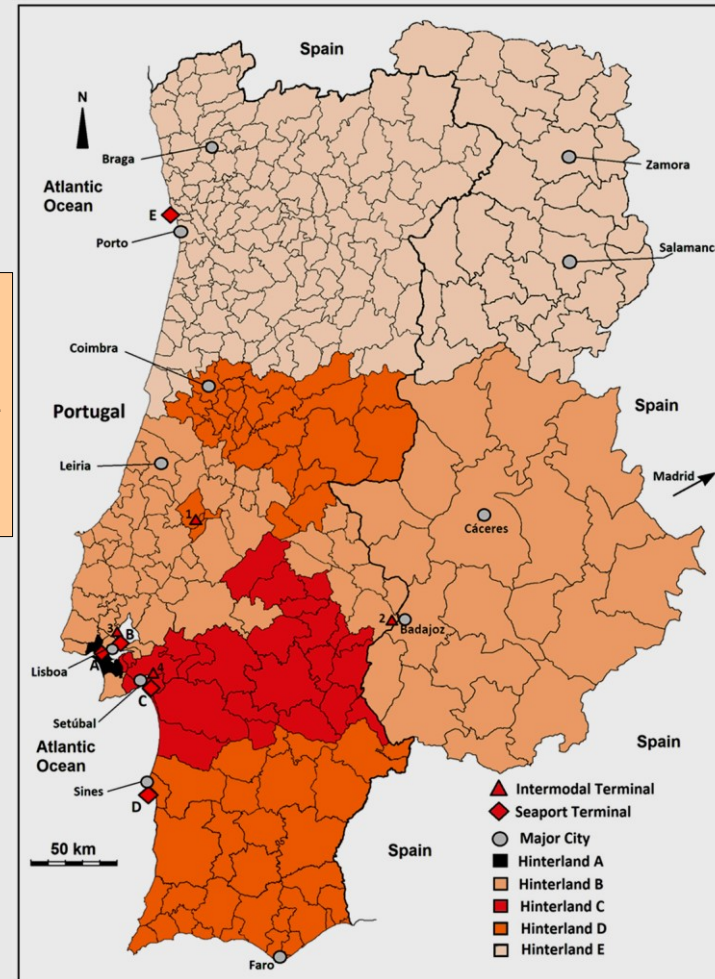 Spain
N
Braga
Zamora
Atlantic
Ocean
E
Porto
Salamanc
Coimbra
Portugal
Spain
Leiria
Madrid
1
Cáceres
2
Badajoz
3
B
Lisboa
A
4
Setúbal
C
Atlantic
Ocean
Spain
Sines
D
Intermodal Terminal
Seaport Terminal
Major City
50 km
Spain
Hinterland A
Hinterland B
Hinterland C
Hinterland D
Hinterland E
Faro